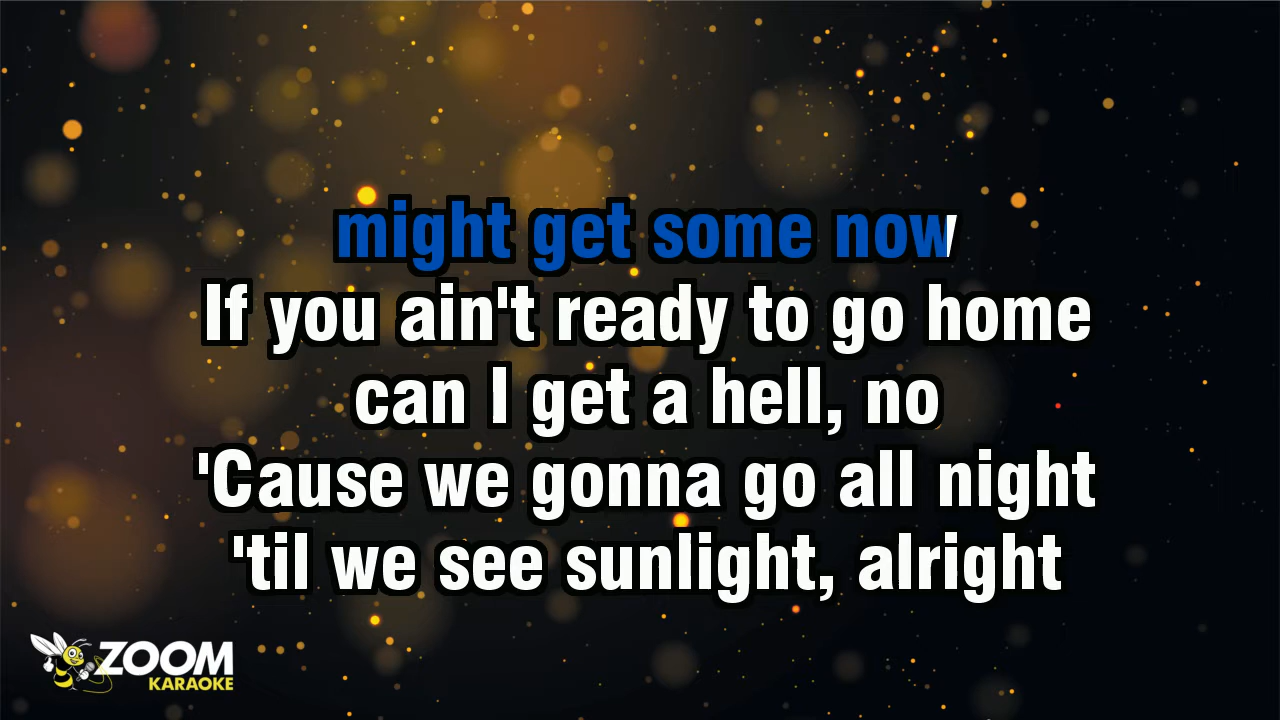 might get some now
If you ain't ready to go home
can I get a hell, no
'Cause we gonna go all night
'til we see sunlight, alright
ZOOM
KARAOKE